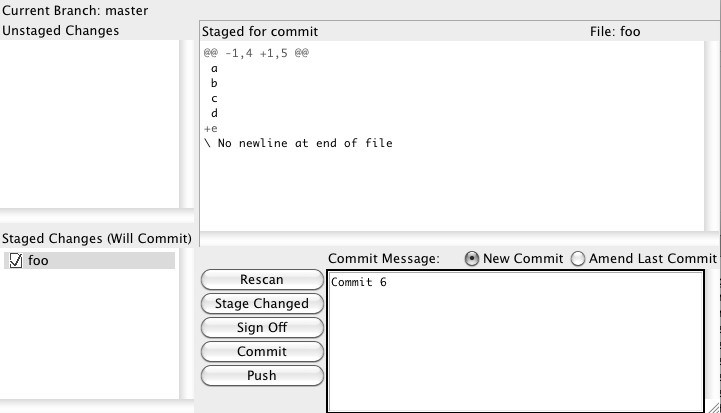 Current Branch: master
Unstaged Changes
Staged for commit File: foo
@@ -1,4 +1,5 @@
a
b
c
d
+e
\ No newline at end of file
Staged Changes (Will Commit)
foo
Commit Message: New Commit Amend Last Commit
Rescan
Stage Changed
Sign Off
Commit
Push
Commit 6